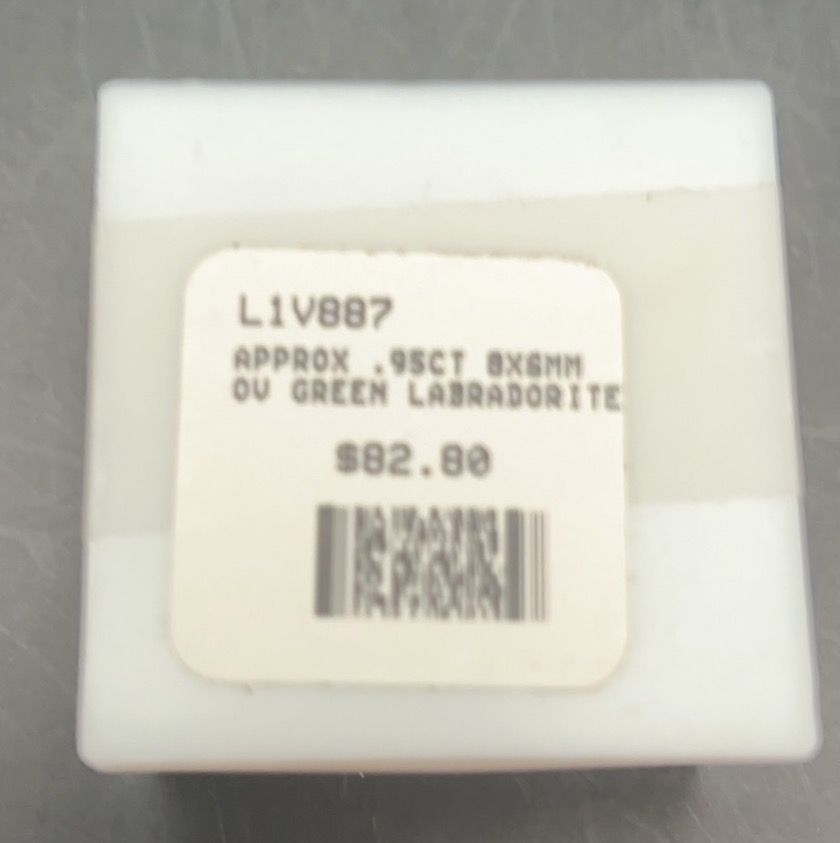 L1V887
APPROX .95CT 8X6MM
OV GREEN LABRADORITE
$82.80